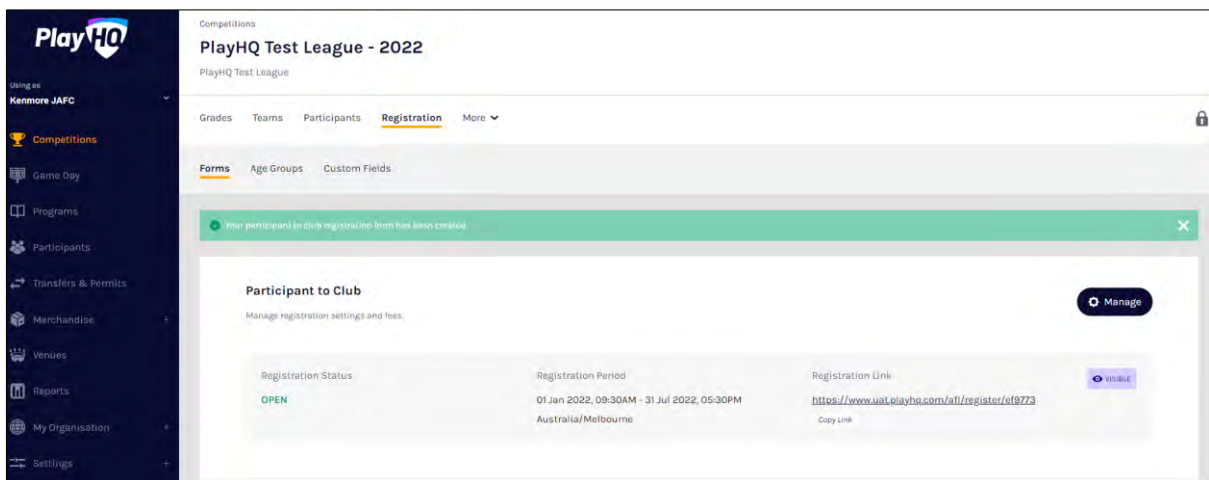 PlayHQ
Using as
Kenmore JAFC
Competitions
Game Day
Programs
Participants
Transfers & Permits
Merchandise +
Venues
Reports
My Organisation +
Settings +
Competitions
PlayHQ Test League - 2022
PlayHQ Test League
Grades Teams Participants Registration More
Forms Age Groups Custom Fields
Your participant to club registration form has been created
Participant to Club
Manage registration settings and fees.
Manage
Registration Status Registration Period Registration Link VISIBLE
OPEN 01 Jan 2022, 09:30AM - 31 Jul 2022, 05:30PM https://www.uat.playhq.com/afl/register/ef9773
Australia/Melbourne Copy Link